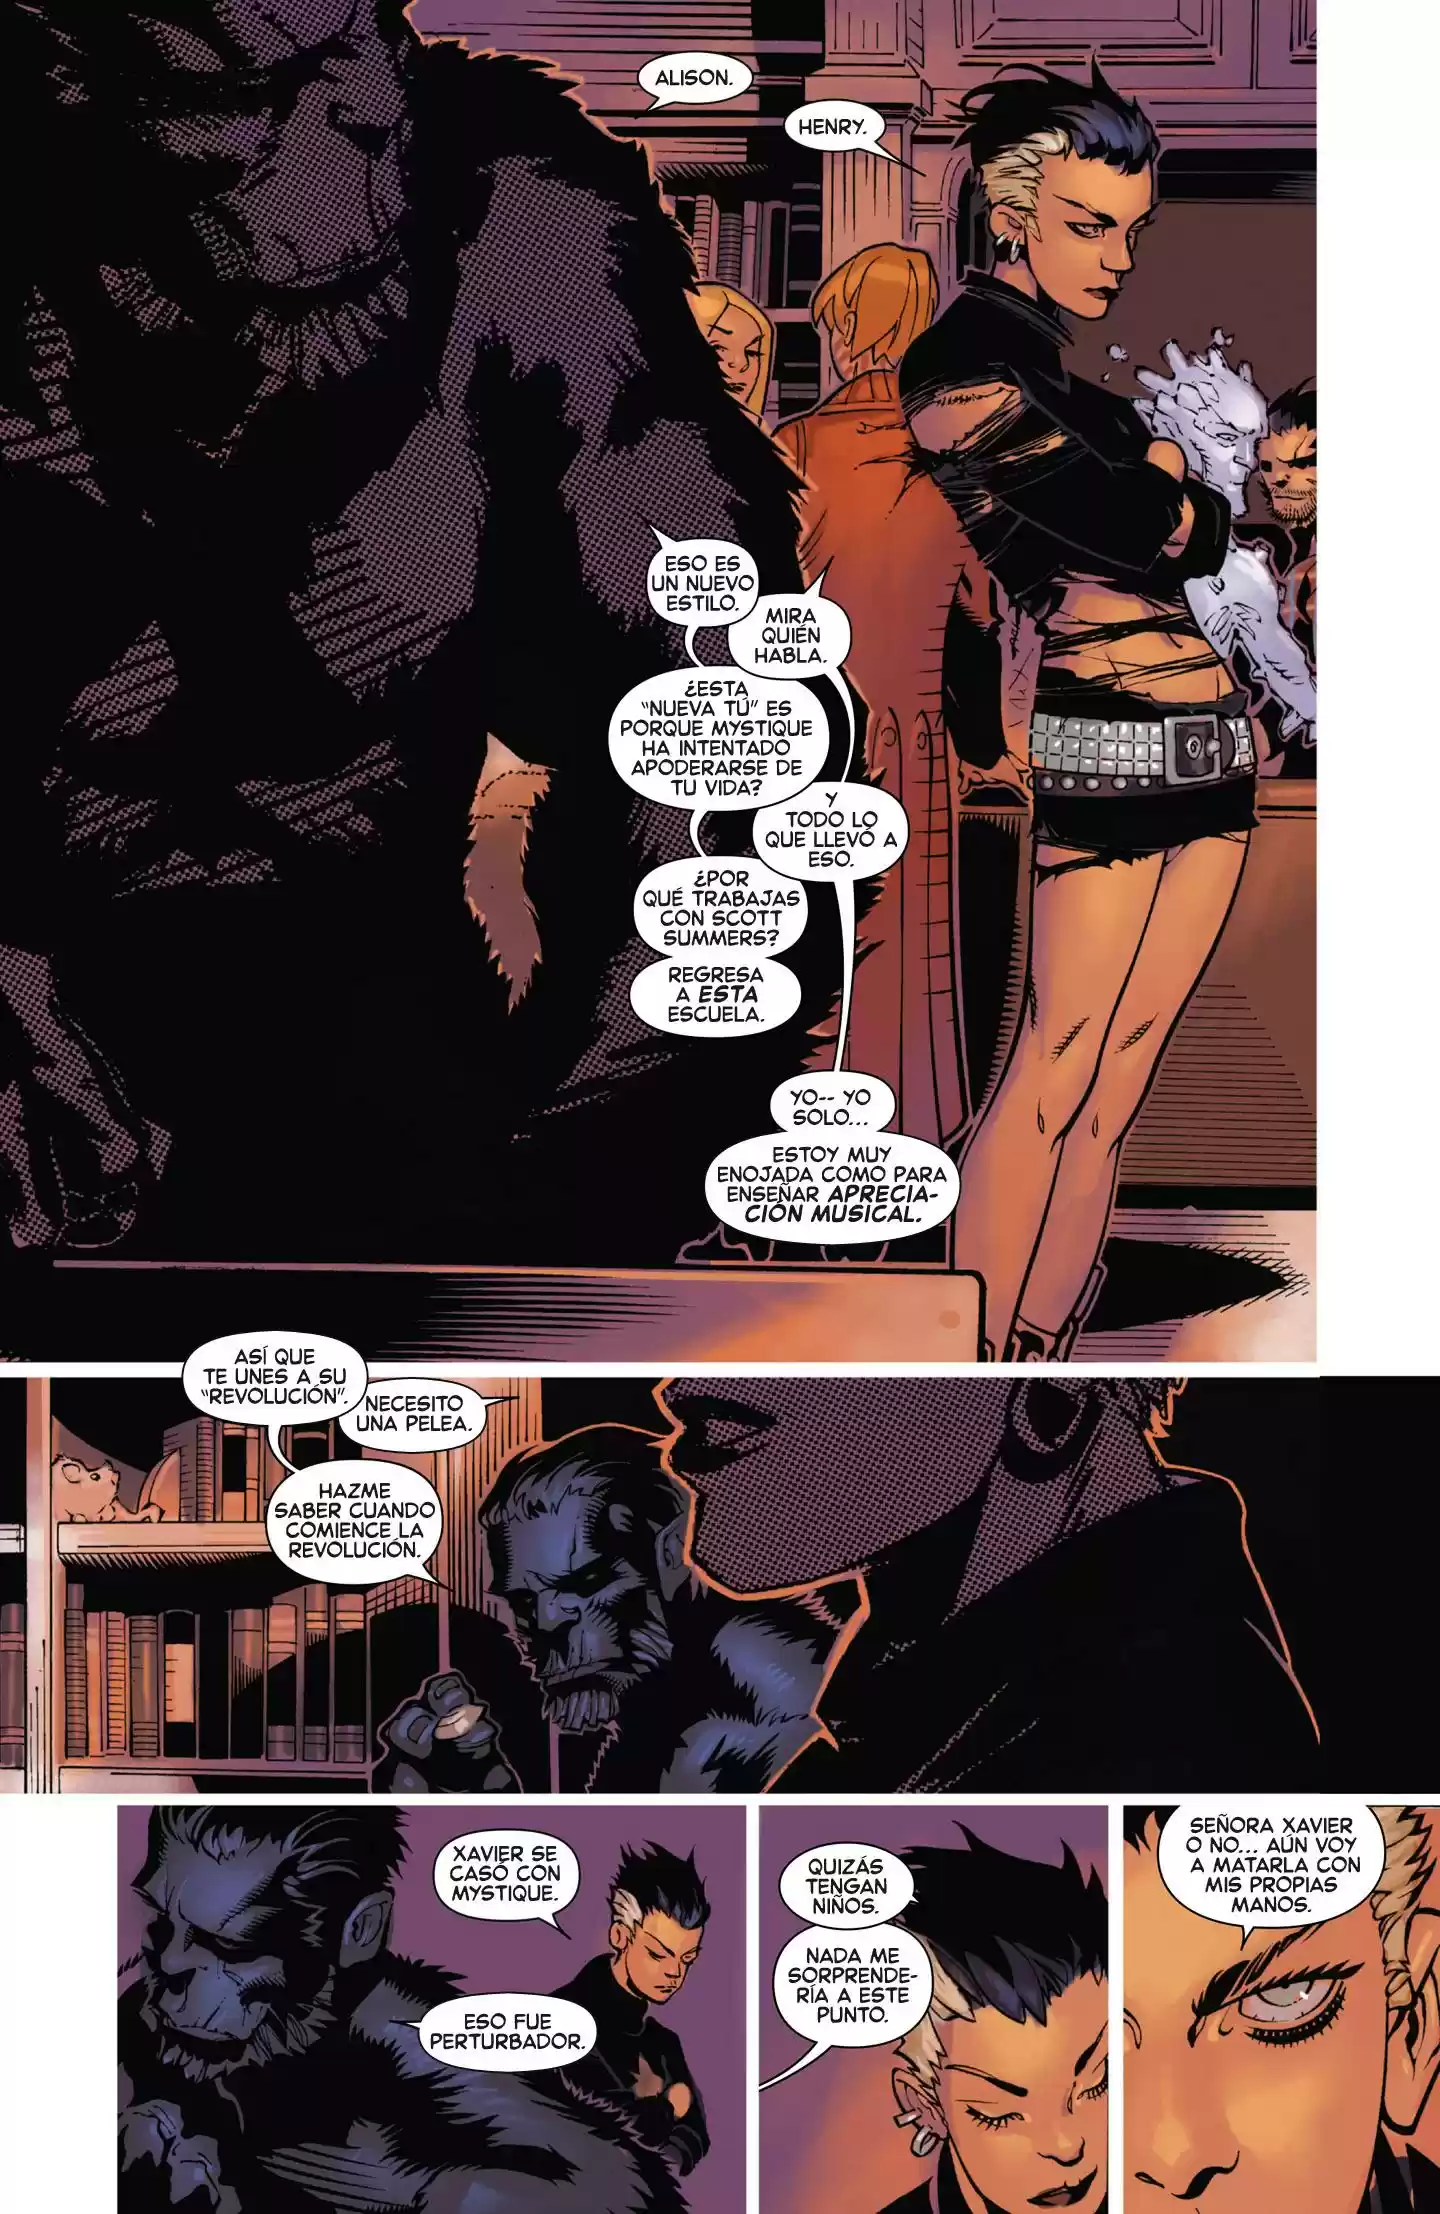 ALISON.
HENRY.
ESO ES
UN NUEVO
ESTILO.
MIRA
QUIÉN
HABLA.
¿ESTA
"NUEVA TÚ" ES
PORQUE MYSTIQUE
HA INTENTADO
APODERARSE DE
TU VIDA?
Y
TODO LO
QUE LLEVÓ A
ESO.
¿POR
QUÉ TRABAJAS
CON SCOTT
SUMMERS?
REGRESA
A ESTA
ESCUELA.
YO-- YO
SOLO...
ESTOY MUY
ENOJADA COMO PARA
ENSEÑAR APRECIA-
CIÓN MUSICAL.
ASÍ QUE
TE UNES A SU
"REVOLUCIÓN".
NECESITO
UNA PELEA.
HAZME
SABER CUANDO
COMIENCE LA
REVOLUCIÓN.
XAVIER SE
CASÓ CON
MYSTIQUE.
ESO FUE
PERTURBADOR.
QUIZÁS
TENGAN
NIÑOS.
NADA ME
SORPRENDE-
RÍA A ESTE
PUNTO.
SEÑORA XAVIER
O NO... AÚN VOY
A MATARLA CON
MIS PROPIAS
MANOS.